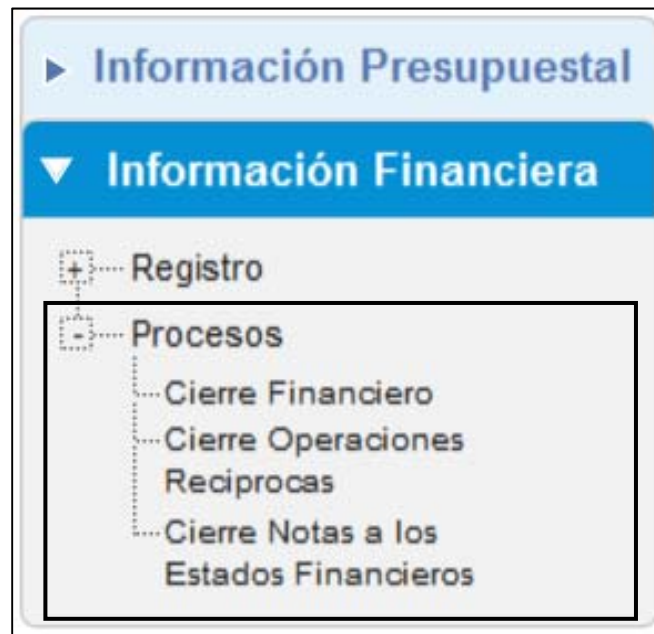 Información Presupuestal
Información Financiera
Registro
Procesos
Cierre Financiero
Cierre Operaciones
Reciprocas
Cierre Notas a los
Estados Financieros